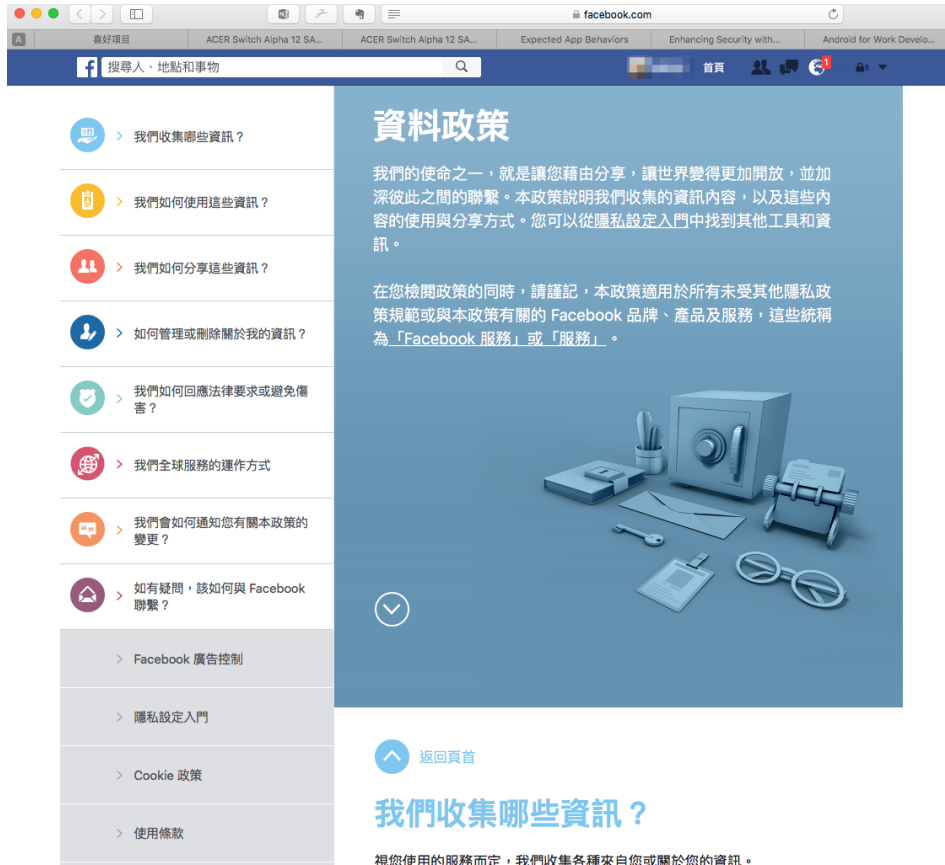 facebook.com
A
喜好項目
ACER Switch Alpha 12 SA...
ACER Switch Alpha 12 SA...
Expected App Behaviors
Enhancing Security with...
Android for Work Develo...
f
搜尋人、地點和事物
首頁
1
我們收集哪些資訊？
我們如何使用這些資訊？
我們如何分享這些資訊？
如何管理或刪除關於我的資訊？
我們如何回應法律要求或避免傷
害？
我們全球服務的運作方式
我們會如何通知您有關本政策的
變更？
如有疑問，該如何與 Facebook
聯繫？
Facebook 廣告控制
隱私設定入門
Cookie 政策
使用條款
資料政策
我們的使命之一，就是讓您藉由分享，讓世界變得更加開放，並加
深彼此之間的聯繫。本政策說明我們收集的資訊內容，以及這些內
容的使用與分享方式。您可以從隱私設定入門中找到其他工具和資
訊。
在您檢閱政策的同時，請謹記，本政策適用於所有未受其他隱私政
策規範或與本政策有關的 Facebook 品牌、產品及服務，這些統稱
為「Facebook 服務」或「服務」。
返回頁首
我們收集哪些資訊？
視您使用的服務而定，我們收集各種來自您或關於您的資訊。